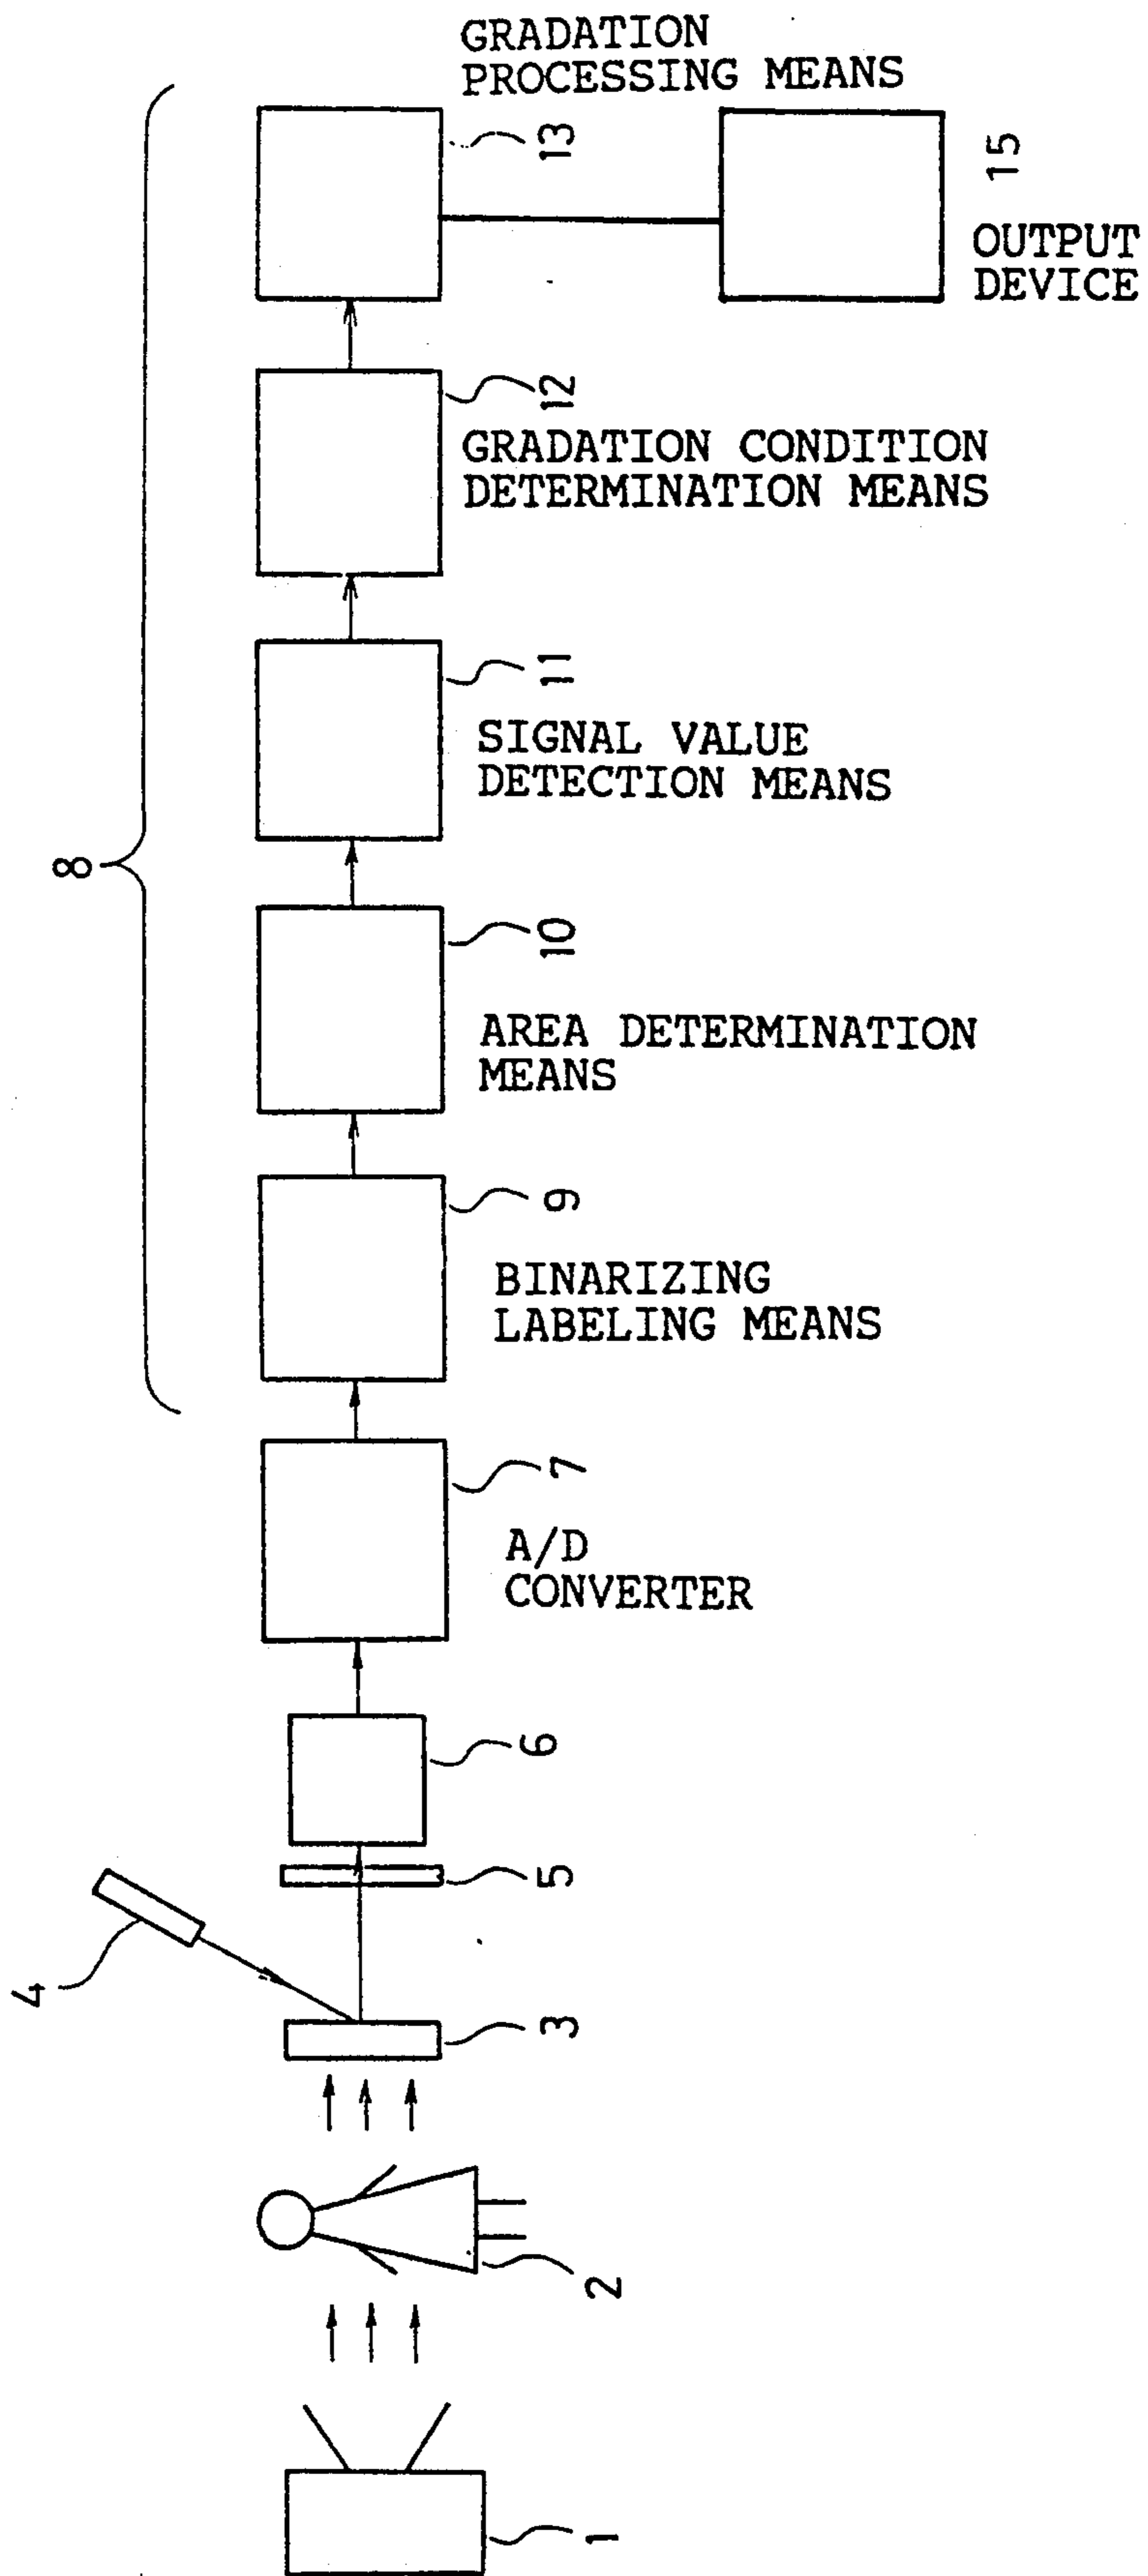 GRADATION
PROCESSING MEANS
13
15
OUTPUT
DEVICE
12
GRADATION CONDITION
DETERMINATION MEANS
11
SIGNAL VALUE
DETECTION MEANS
8
10
AREA DETERMINATION
MEANS
9
BINARIZING
LABELING MEANS
7
A/D
CONVERTER
6
5
4
3
2
1